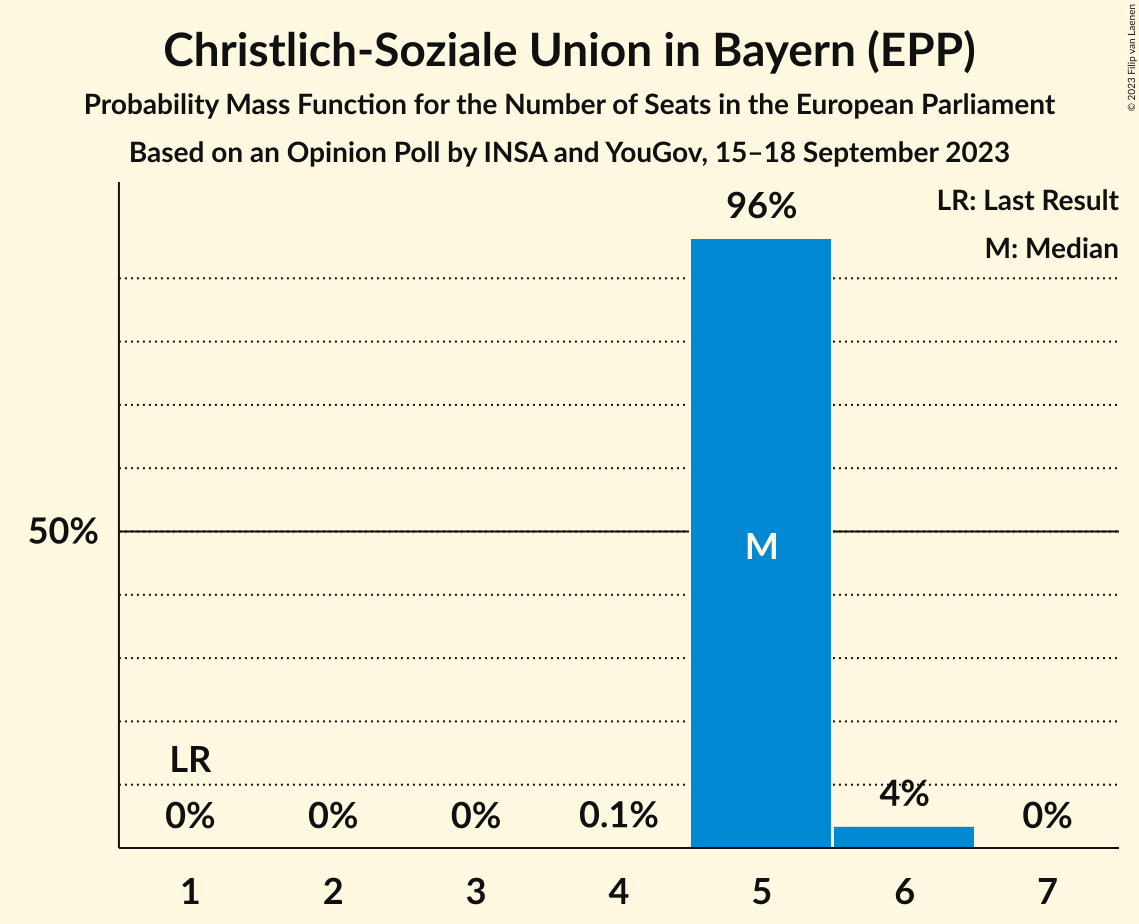 Christlich-Soziale Union in Bayern (EPP)
Probability Mass Function for the Number of Seats in the European Parliament
Based on an Opinion Poll by INSA and YouGov, 15–18 September 2023
© 2023 Filip van Laenen
LR: Last Result
M: Median
96%
50%
M
LR
0%
0%
0%
0.1%
4%
0%
1
2
3
4
5
6
7